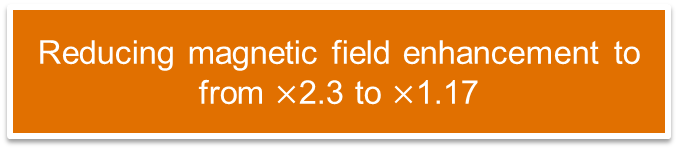 Reducing magnetic field enhancement to
from ×2.3 to ×1.17